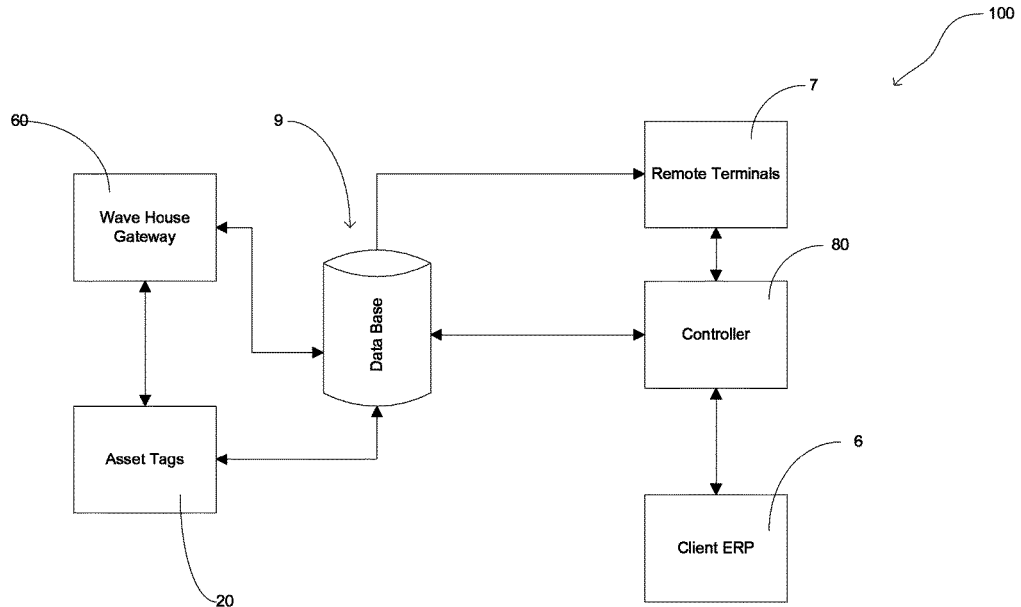 100
7
60
9
Remote Terminals
Wave House
Gateway
80
Data Base
Controller
6
Asset Tags
Client ERP
20